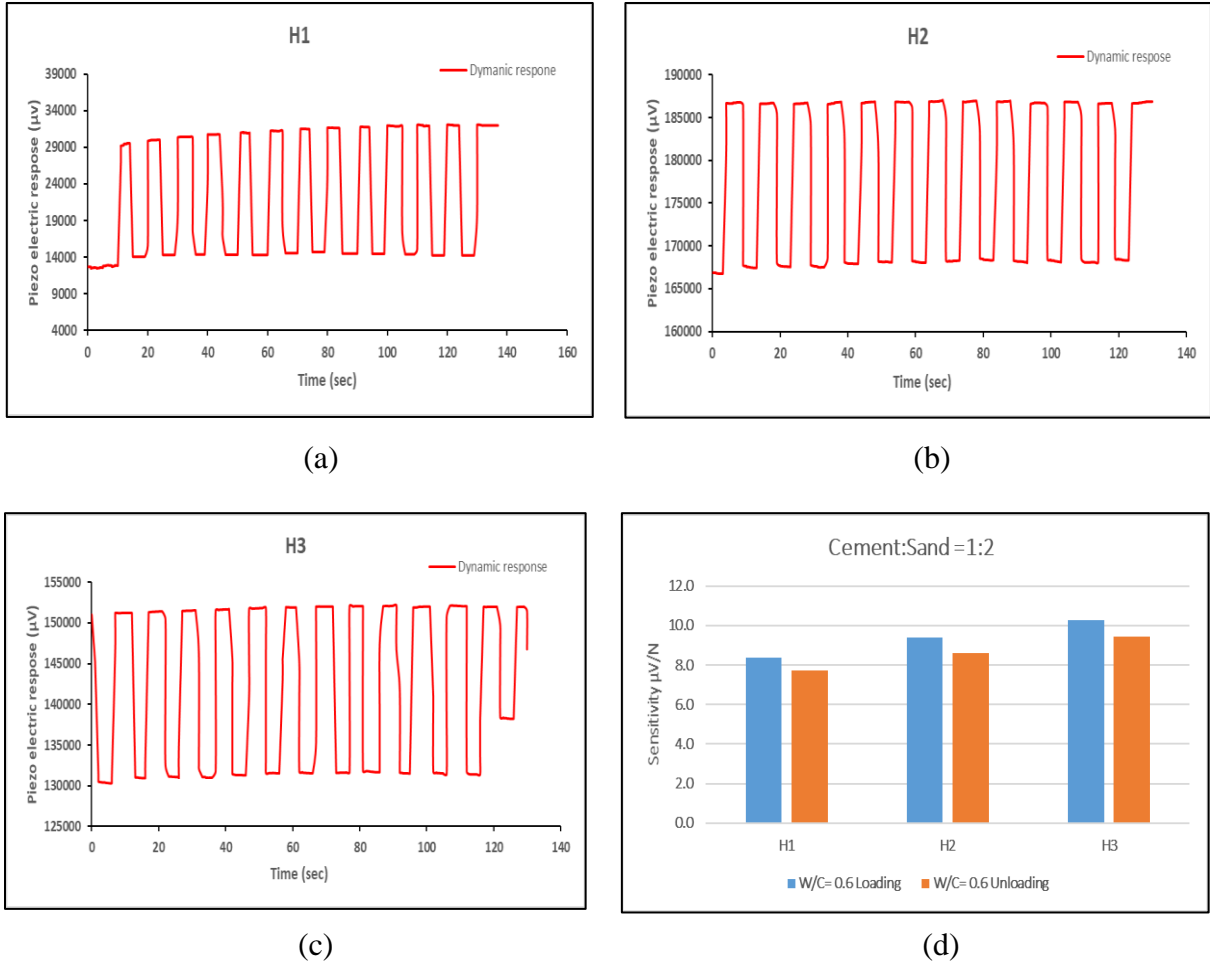 H1
Dymanic respone
Piezo electric respose (µv)
39000
34000
29000
24000
19000
14000
9000
4000
0 20 40 60 80 100 120 140 160
Time (sec)
(a)
H2
Dynamic respose
Piezo electric respose (µV)
190000
185000
180000
175000
170000
165000
160000
0 20 40 60 80 100 120 140
Time (sec)
(b)
H3
Dynamic response
Piezo electric respose (µV)
155000
150000
145000
140000
135000
130000
125000
0 20 40 60 80 100 120 140
Time (sec)
(c)
Cement:Sand =1:2
Sensitivity µV/N
12.0
10.0
8.0
6.0
4.0
2.0
0.0
H1 H2 H3
W/C= 0.6 Loading W/C= 0.6 Unloading
(d)